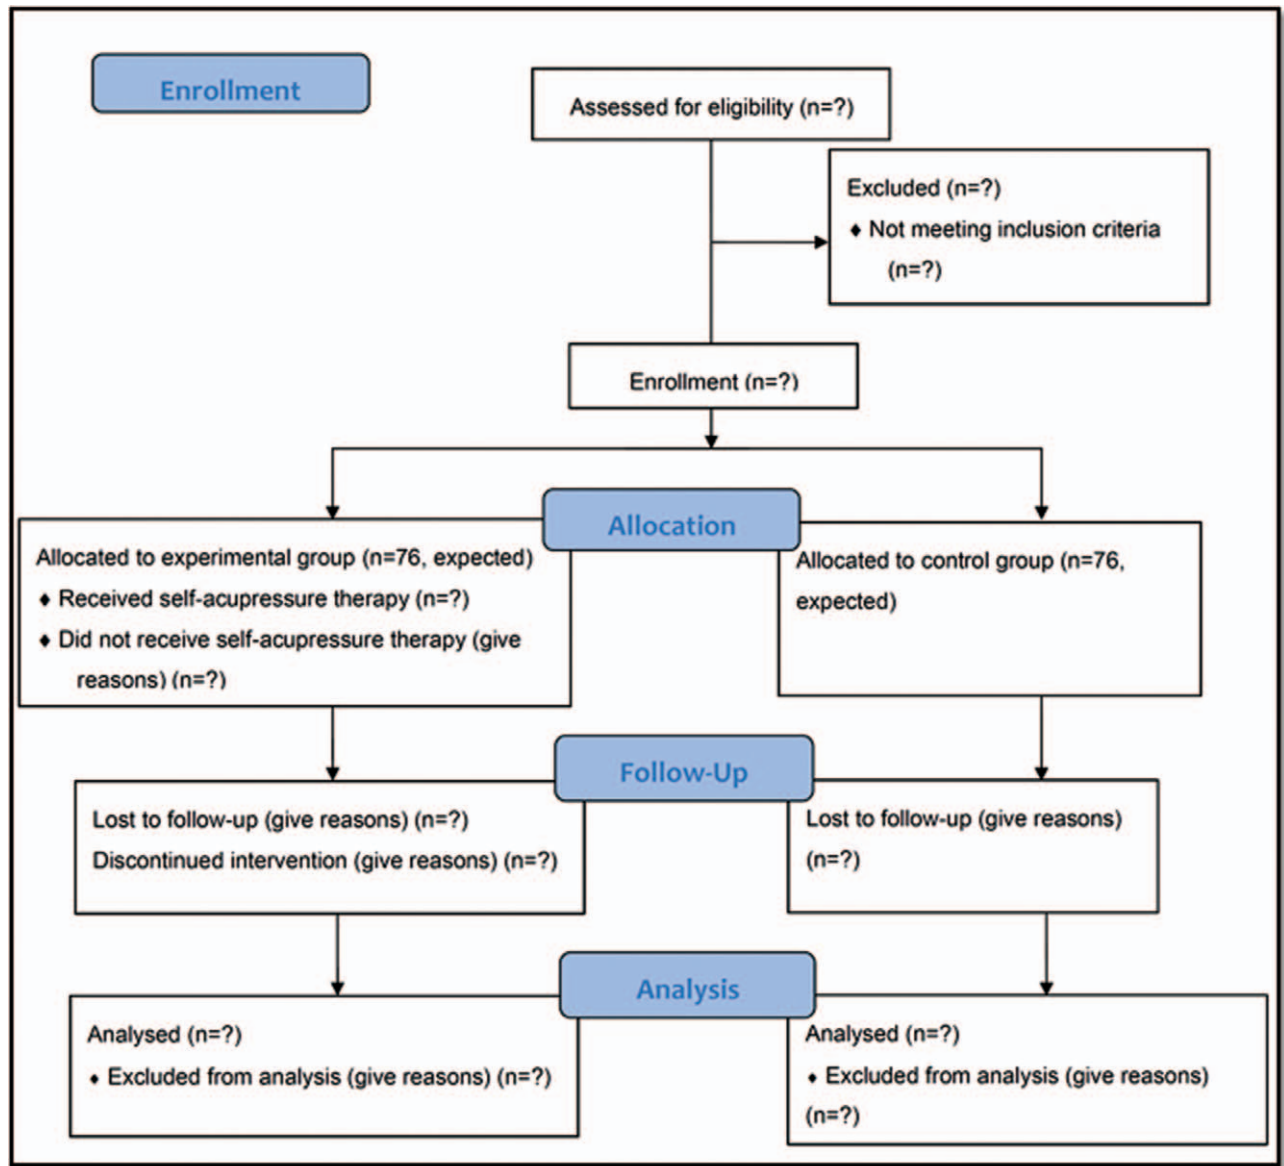 Enrollment
Assessed for eligibility (n=?)
Excluded (n=?)
♦ Not meeting inclusion criteria
(n=?)
Enrollment (n=?)
Allocation
Allocated to experimental group (n=76, expected)
♦ Received self-acupressure therapy (n=?)
♦ Did not receive self-acupressure therapy (give
reasons) (n=?)
Allocated to control group (n=76,
expected)
Follow-Up
Lost to follow-up (give reasons) (n=?)
Discontinued intervention (give reasons) (n=?)
Lost to follow-up (give reasons)
(n=?)
Analysis
Analysed (n=?)
♦ Excluded from analysis (give reasons) (n=?)
Analysed (n=?)
♦ Excluded from analysis (give reasons)
(n=?)